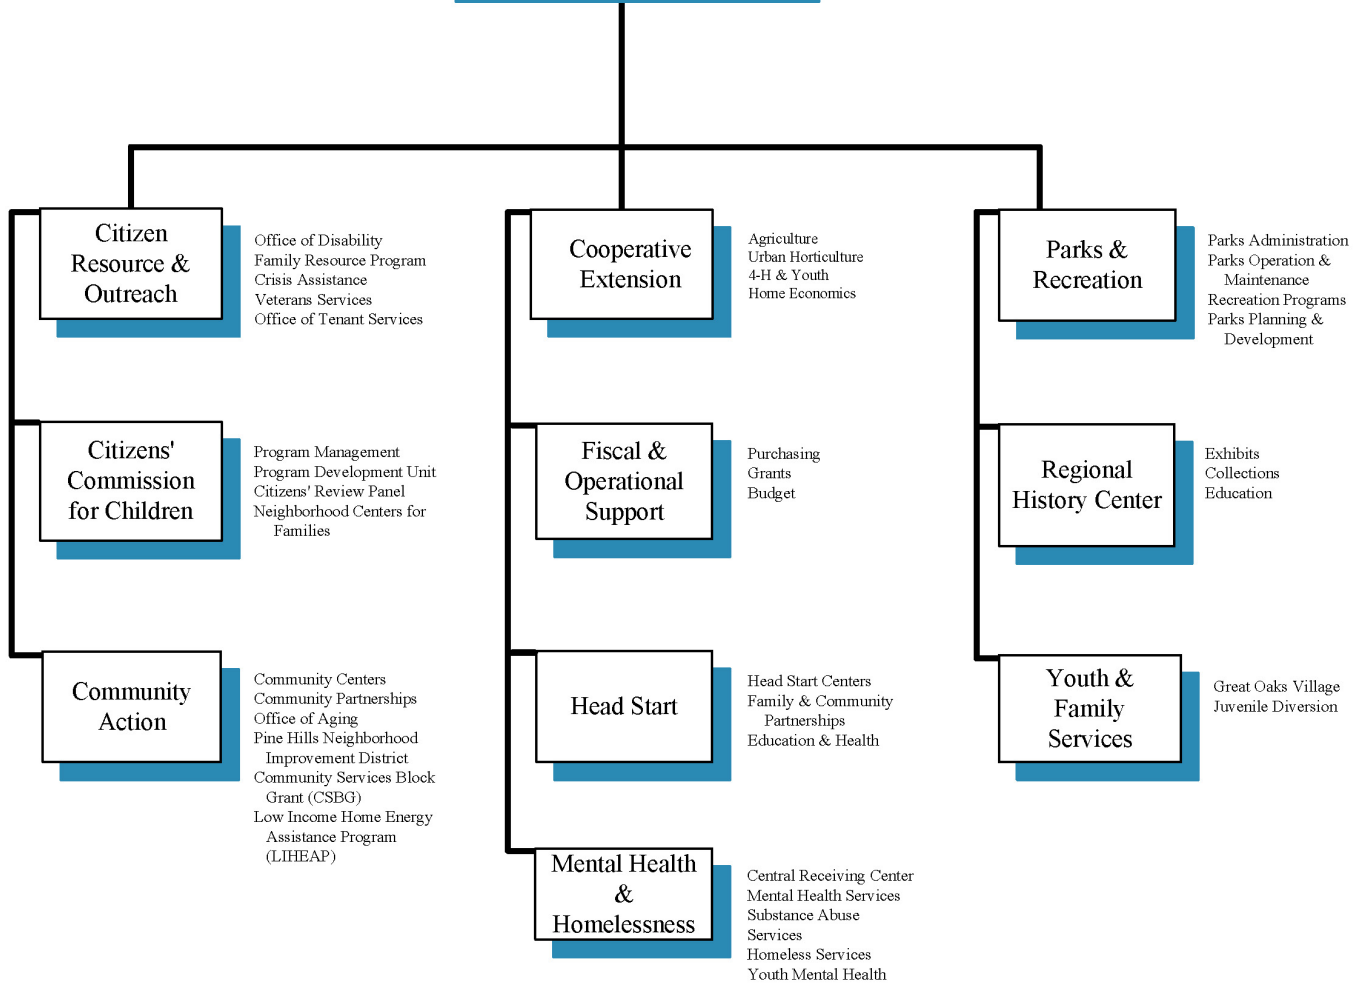 Citizen
Resource &
Outreach
Office of Disability
Family Resource Program
Crisis Assistance
Veterans Services
Office of Tenant Services
Citizens'
Commission
for Children
Program Management
Program Development Unit
Citizens' Review Panel
Neighborhood Centers for
Families
Community
Action
Community Centers
Community Partnerships
Office of Aging
Pine Hills Neighborhood
Improvement District
Community Services Block
Grant (CSBG)
Low Income Home Energy
Assistance Program
(LIHEAP)
Cooperative
Extension
Agriculture
Urban Horticulture
4-H & Youth
Home Economics
Fiscal &
Operational
Support
Purchasing
Grants
Budget
Head Start
Head Start Centers
Family & Community
Partnerships
Education & Health
Mental Health
&
Homelessness
Central Receiving Center
Mental Health Services
Substance Abuse
Services
Homeless Services
Youth Mental Health
Parks &
Recreation
Parks Administration
Parks Operation &
Maintenance
Recreation Programs
Parks Planning &
Development
Regional
History Center
Exhibits
Collections
Education
Youth &
Family
Services
Great Oaks Village
Juvenile Diversion